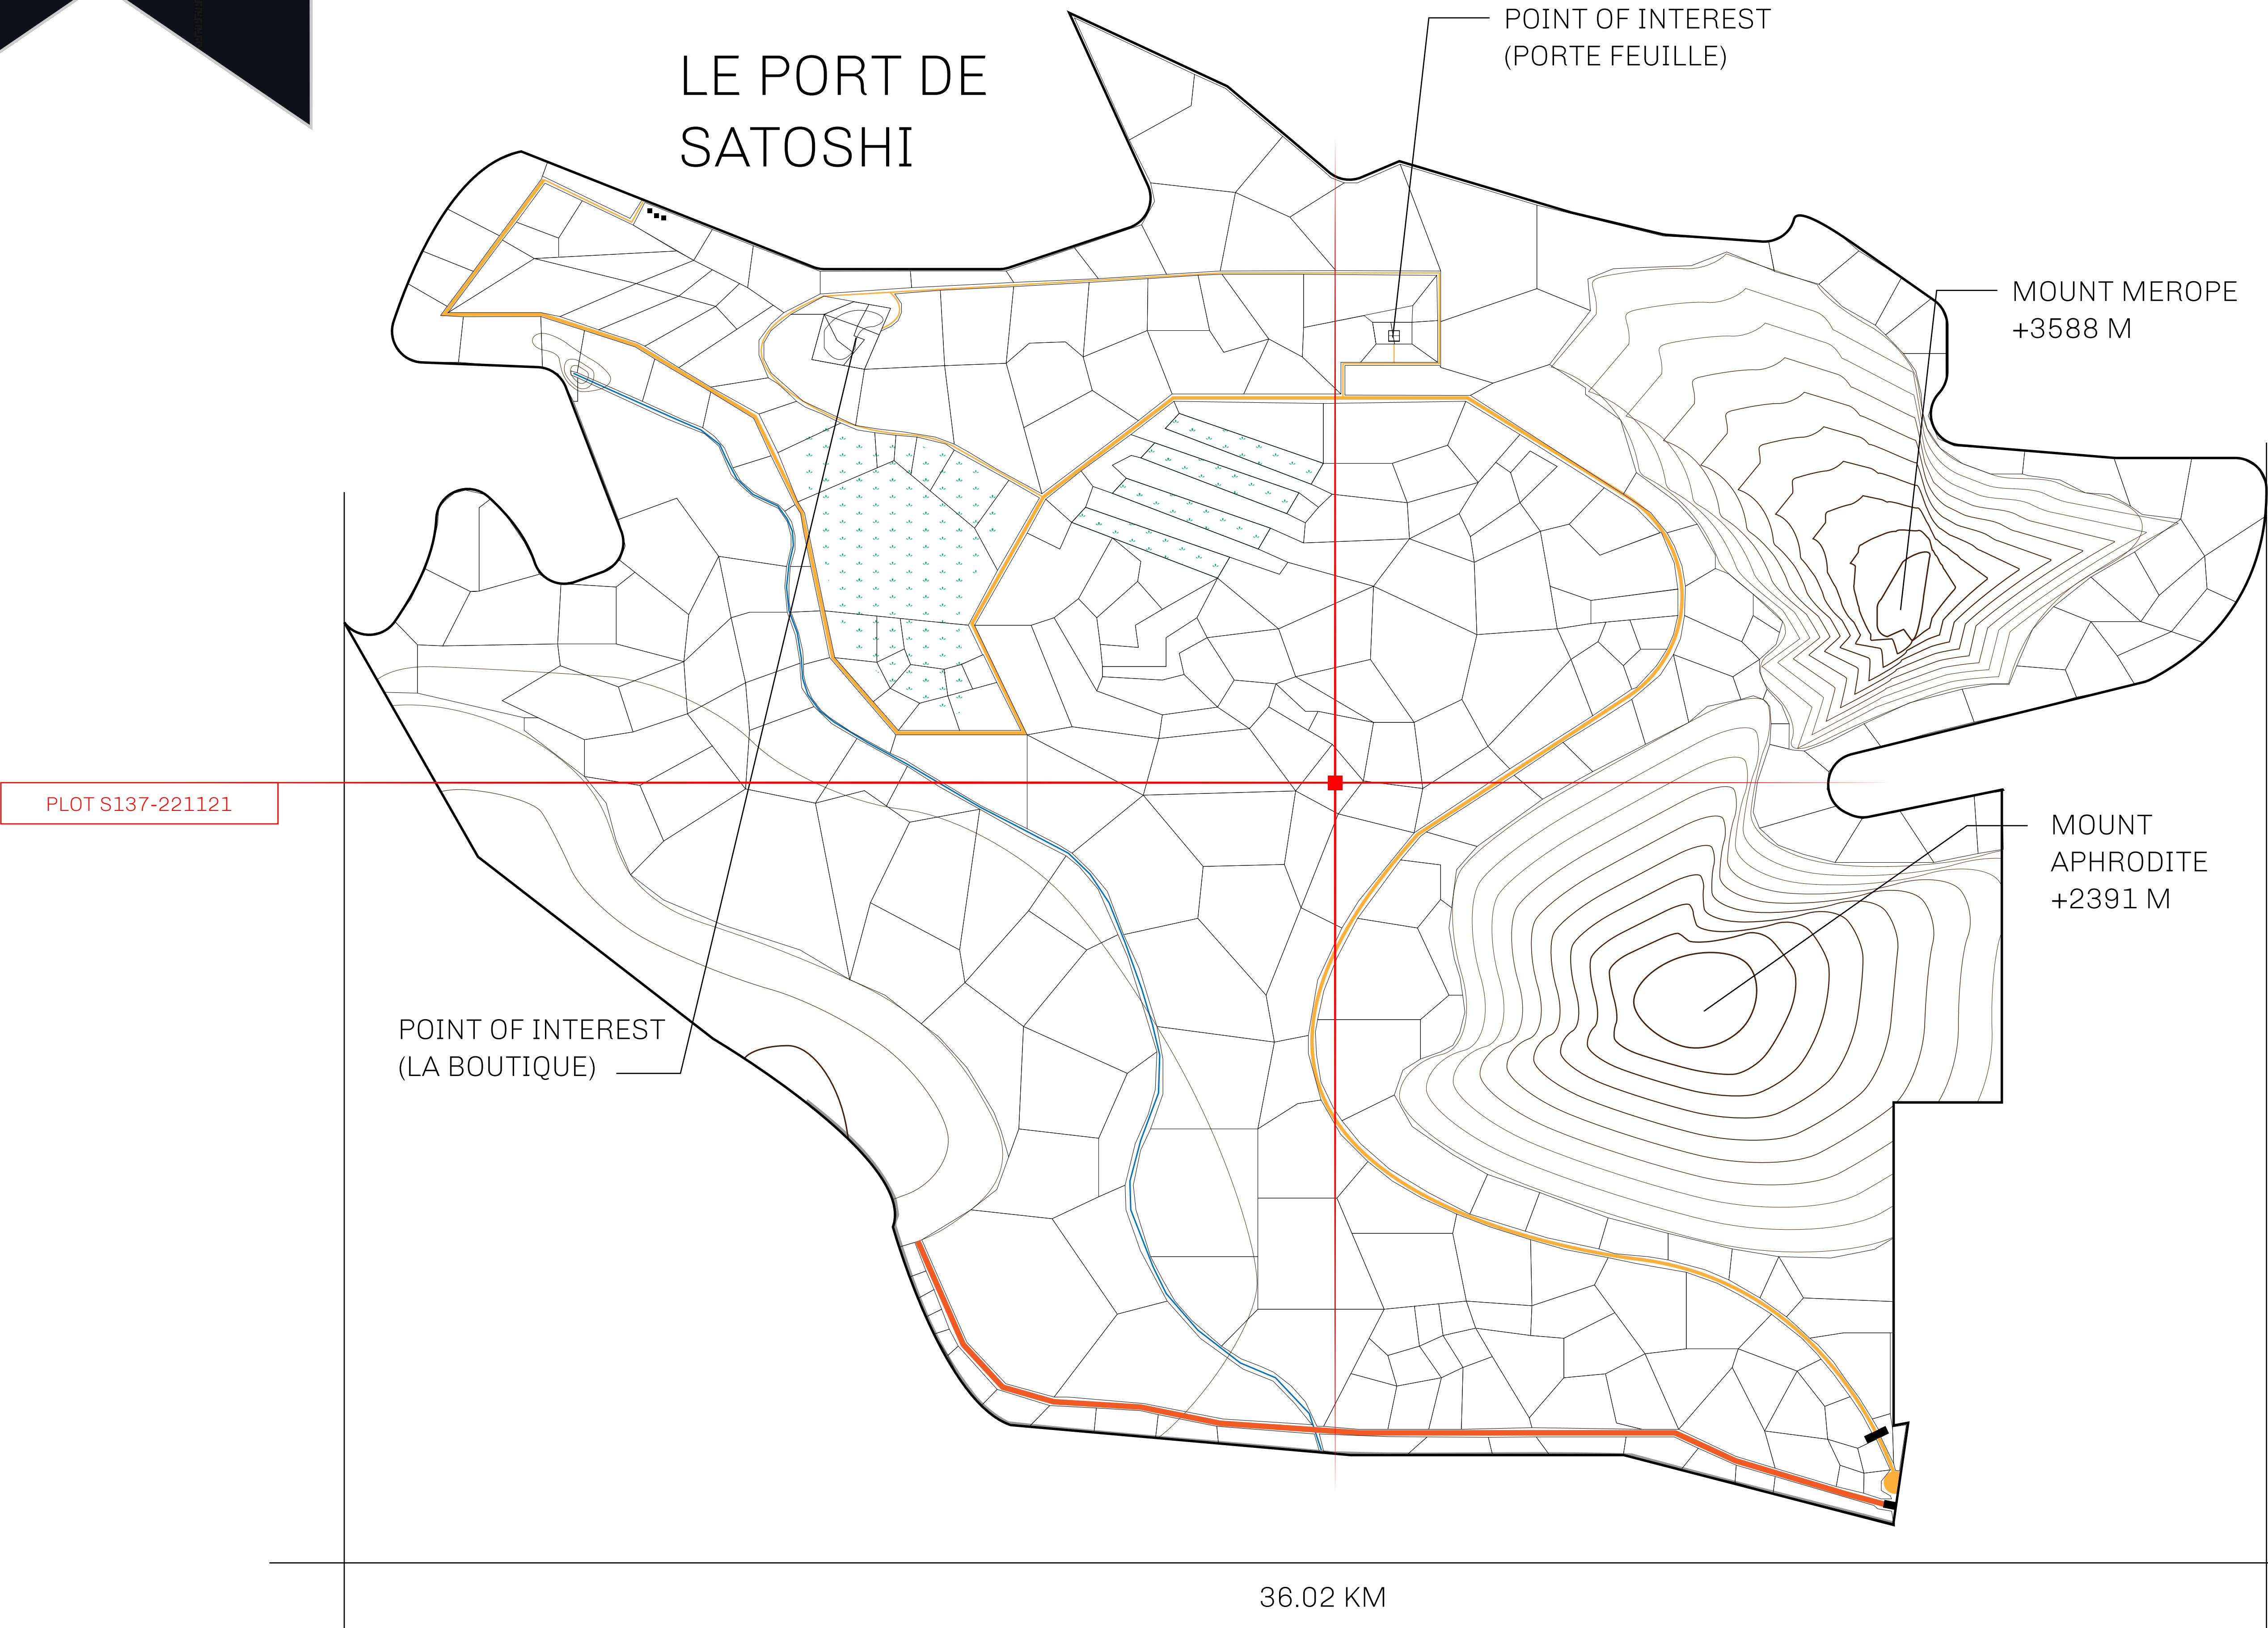 POINT OF INTEREST
(PORTE FEUILLE)
LE PORT DE
SATOSHI
MOUNT MEROPE
+3588 M
PLOT S137-221121
MOUNT
APHRODITE
+2391 M
POINT OF INTEREST
(LA BOUTIQUE)
36.02 KM